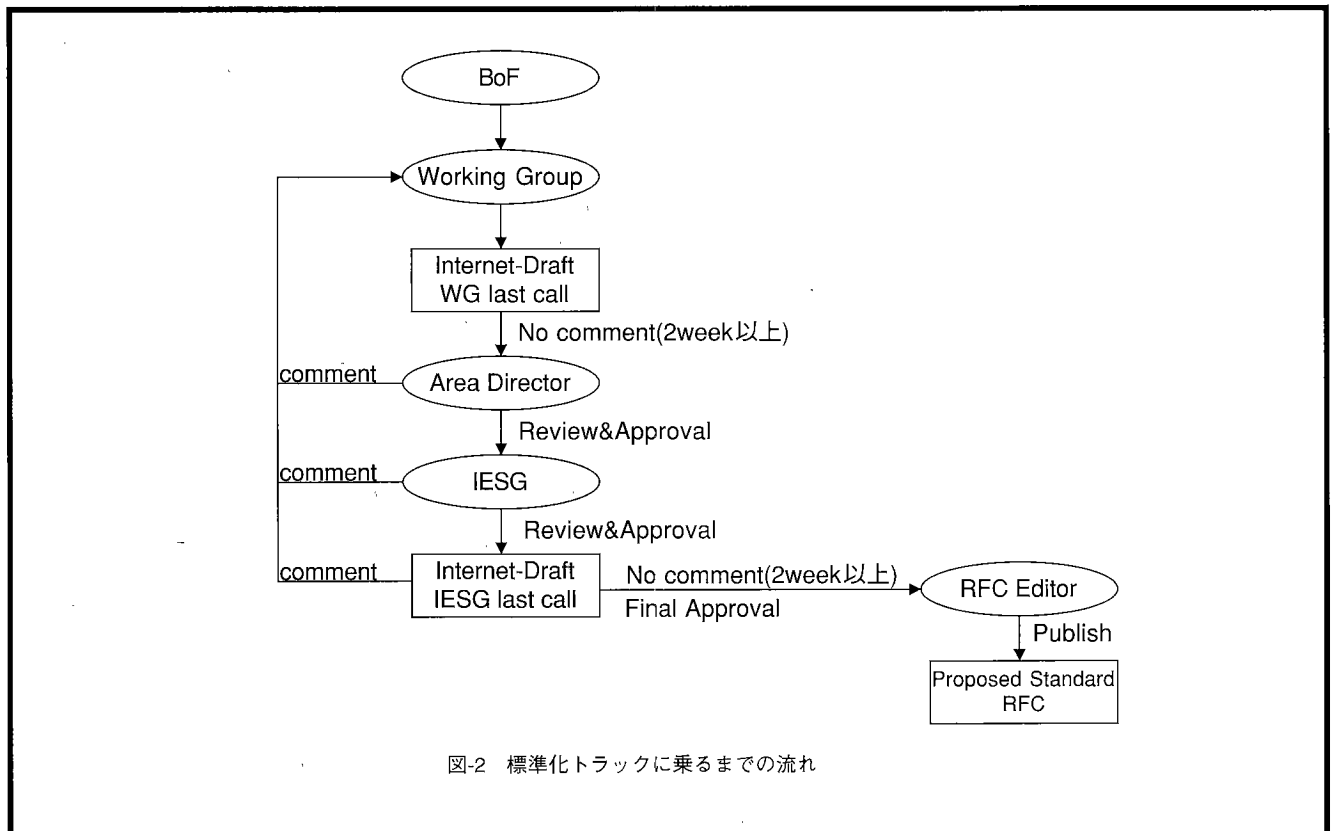 BoF
Working Group
Internet-Draft
WG last call
No comment(2week以上)
comment
Area Director
Review&Approval
comment
IESG
Review&Approval
comment
Internet-Draft
IESG last call
No comment(2week以上)
Final Approval
RFC Editor
Publish
Proposed Standard
RFC
図-2 標準化トラックに乗るまでの流れ